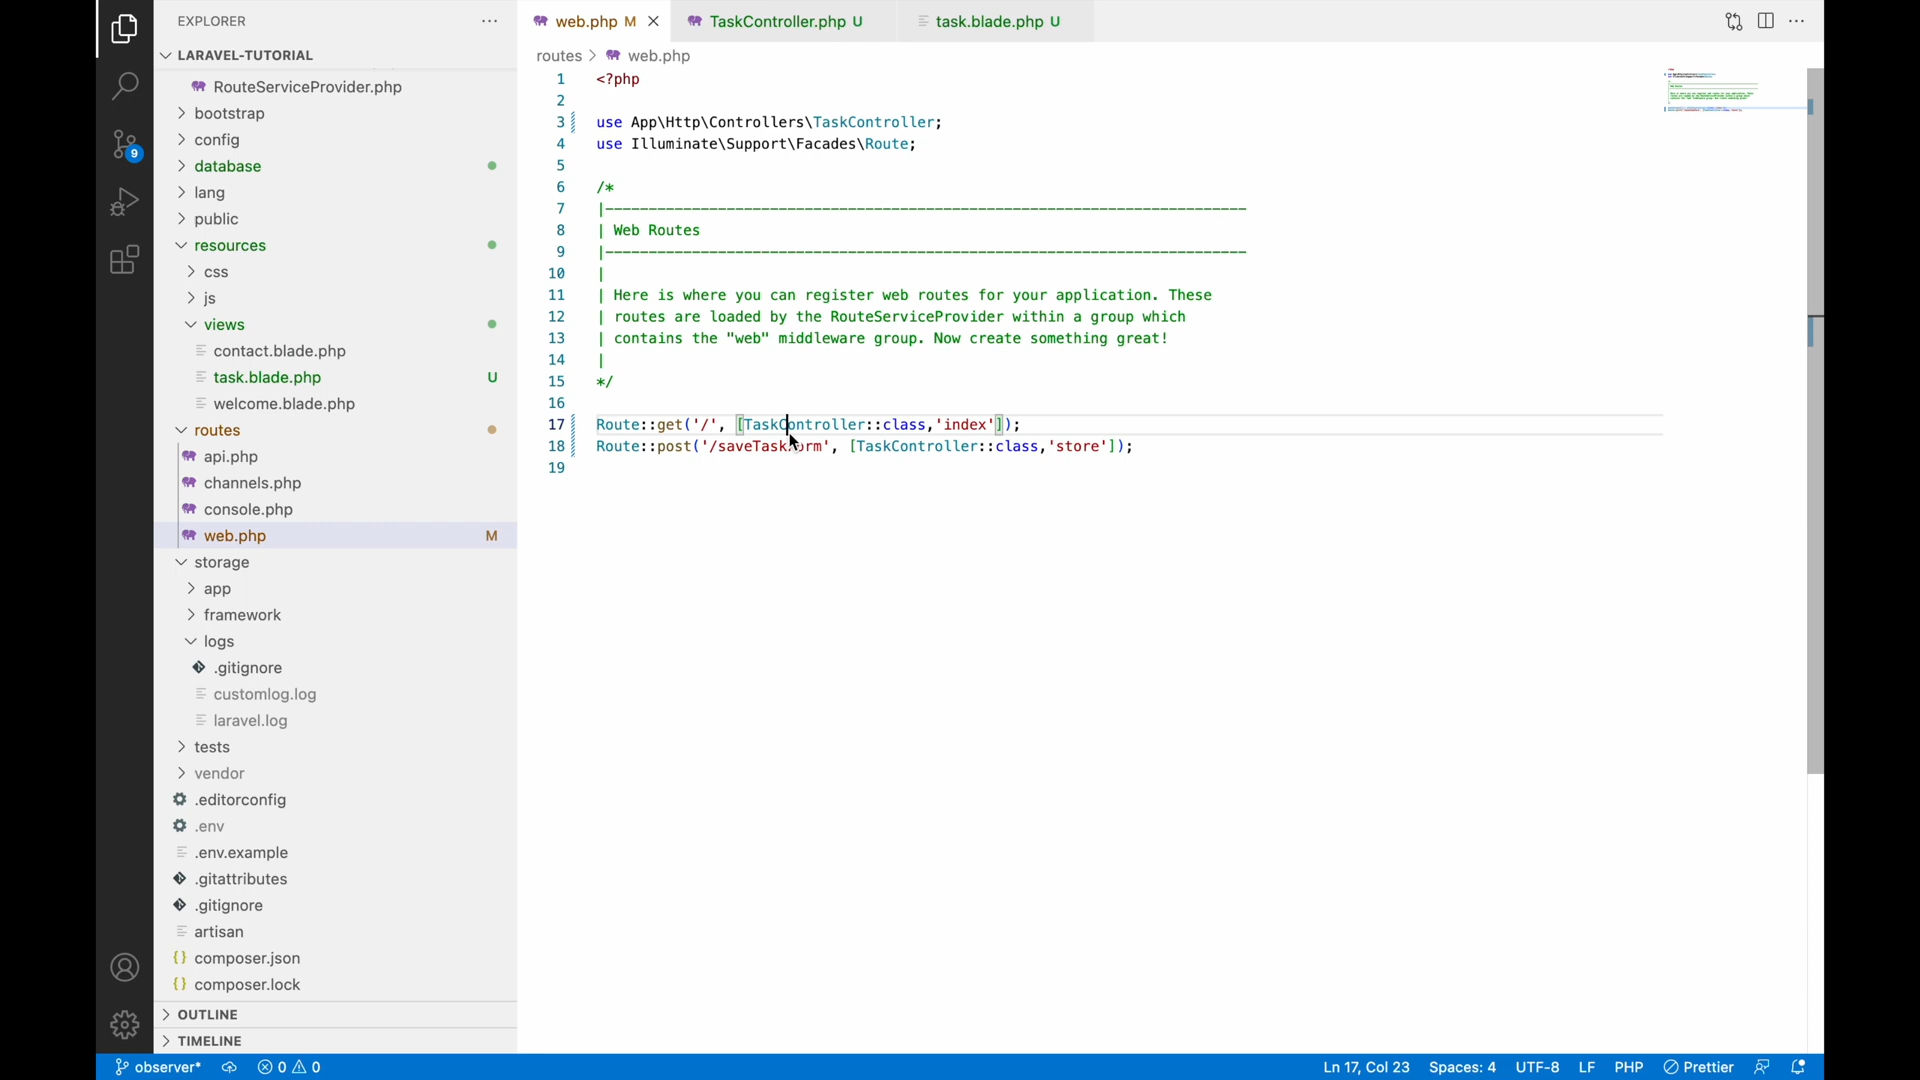 EXPLORER
LARAVEL-TUTORIAL
RouteServiceProvider.php
bootstrap
config
database
lang
public
resources
css
js
views
contact.blade.php
task.blade.php U
welcome.blade.php
routes
api.php
channels.php
console.php
web.php M
storage
app
framework
logs
.gitignore
customlog.log
laravel.log
tests
vendor
.editorconfig
.env
.env.example
.gitattributes
.gitignore
artisan
{} composer.json
{} composer.lock
OUTLINE
TIMELINE
9
web.php M
TaskController.php U
task.blade.php U
routes > web.php
1 <?php
2
3 use App\Http\Controllers\TaskController;
4 use Illuminate\Support\Facades\Route;
5
6 /*
7 |--------------------------------------------------------------------------
8 | Web Routes
9 |--------------------------------------------------------------------------
10 |
11 | Here is where you can register web routes for your application. These
12 | routes are loaded by the RouteServiceProvider within a group which
13 | contains the "web" middleware group. Now create something great!
14 |
15 */
16
17 Route::get('/', [TaskController::class,'index']);
18 Route::post('/saveTaskForm', [TaskController::class,'store']);
19
observer*
0 0
Ln 17, Col 23
Spaces: 4
UTF-8
LF
PHP
Prettier